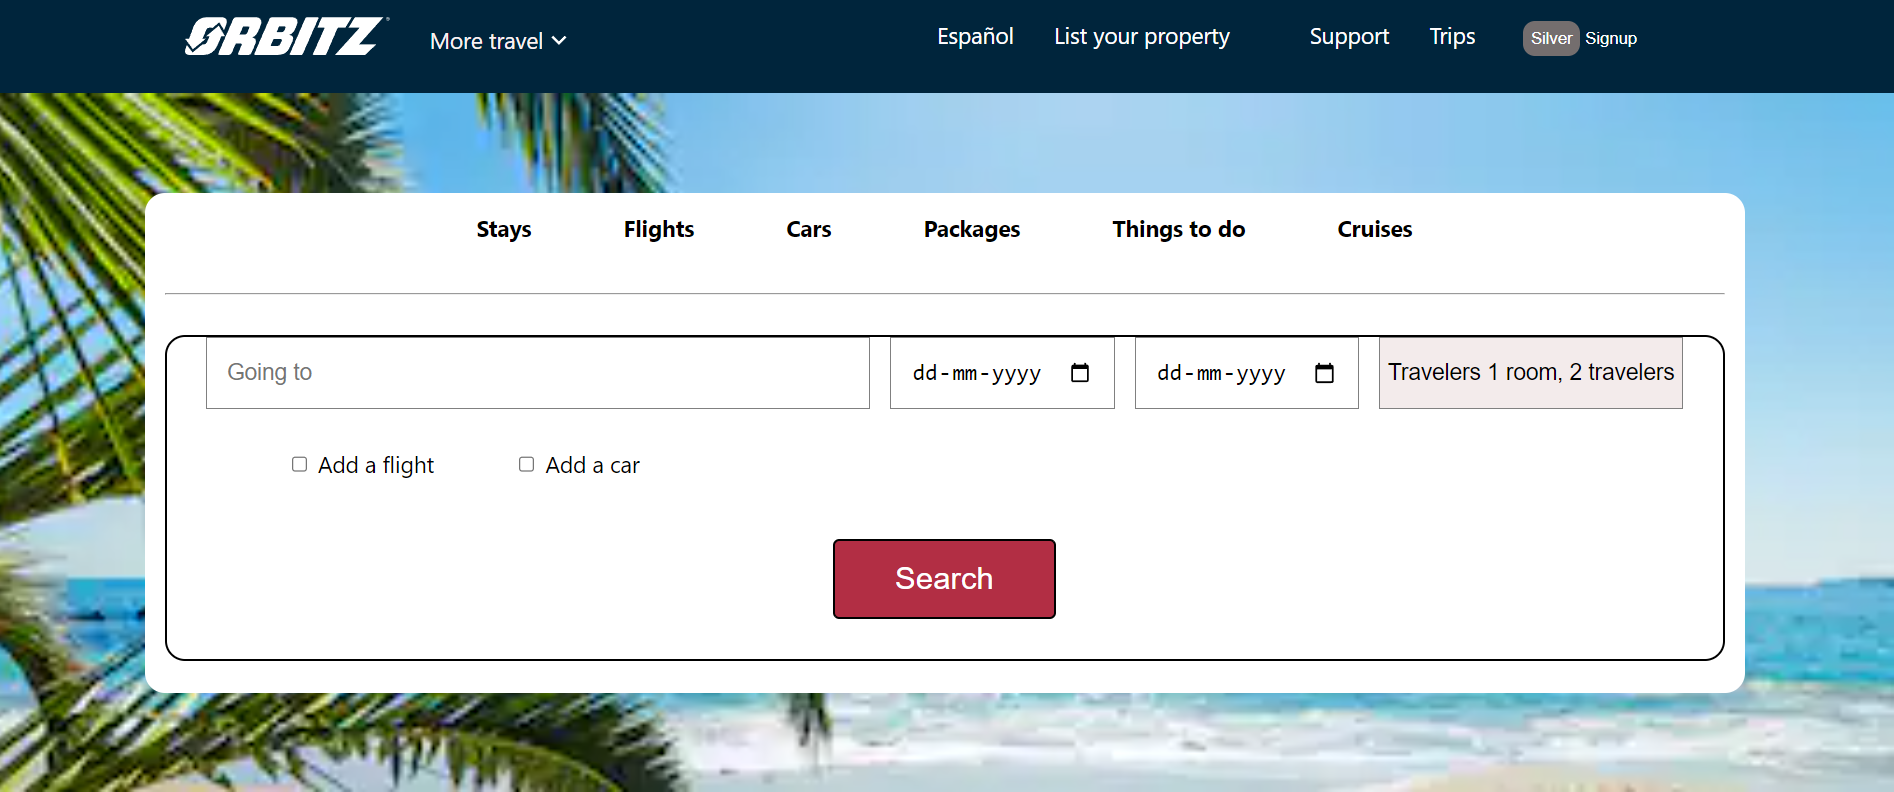 ORBITZ More travel Español List your property Support Trips Silver Signup
Stays Flights Cars Packages Things to do Cruises
Going to dd-mm-yyyy dd-mm-yyyy Travelers 1 room, 2 travelers
Add a flight Add a car
Search